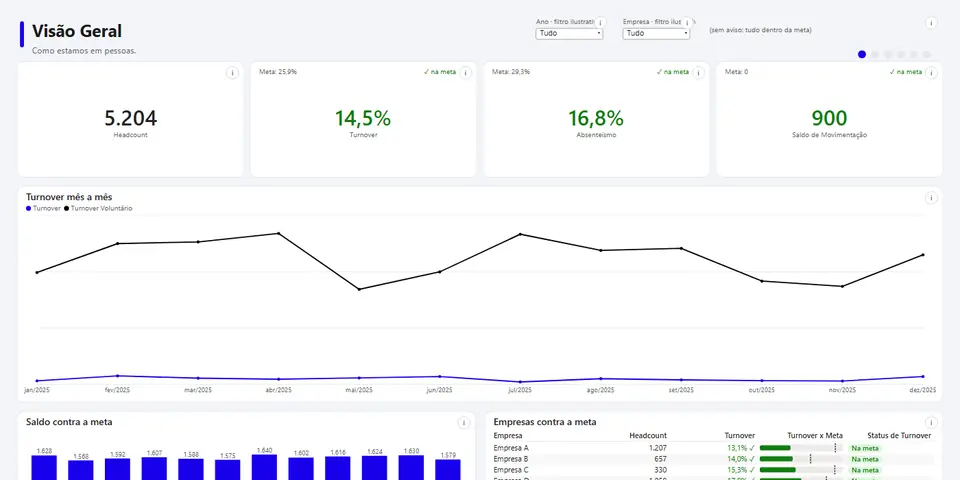 Visão Geral
Como estamos em pessoas.
Ano - filtro ilustrati
Tudo
Empresa - filtro ilus
Tudo
(sem aviso: tudo dentro da meta)
5.204
Headcount
Meta: 25,9%
✓ na meta
14,5%
Turnover
Meta: 29,3%
✓ na meta
16,8%
Absenteísmo
Meta: 0
✓ na meta
900
Saldo de Movimentação
Turnover mês a mês
Turnover
Turnover Voluntário
jan/2025 fev/2025 mar/2025 abr/2025 mai/2025 jun/2025 jul/2025 ago/2025 set/2025 out/2025 nov/2025 dez/2025
Saldo contra a meta
1.628 1.568 1.592 1.607 1.588 1.575 1.640 1.602 1.616 1.624 1.630 1.579
Empresas contra a meta
Empresa Headcount Turnover Turnover x Meta Status de Turnover
Empresa A 1.207 13,1% ✓ Na meta
Empresa B 657 14,0% ✓ Na meta
Empresa C 330 15,3% ✓ Na meta